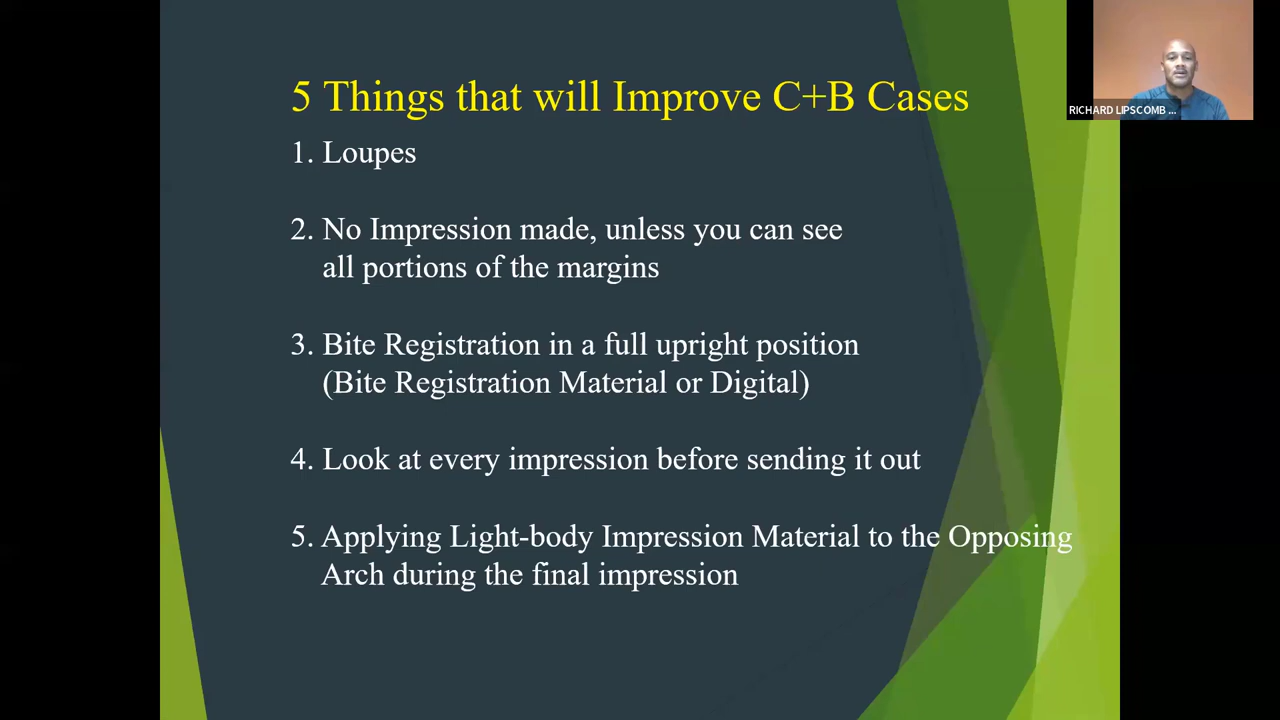 5 Things that will Improve C+B Cases
1. Loupes
2. No Impression made, unless you can see
all portions of the margins
3. Bite Registration in a full upright position
(Bite Registration Material or Digital)
4. Look at every impression before sending it out
5. Applying Light-body Impression Material to the Opposing
Arch during the final impression
RICHARD LIPSCOMB ...